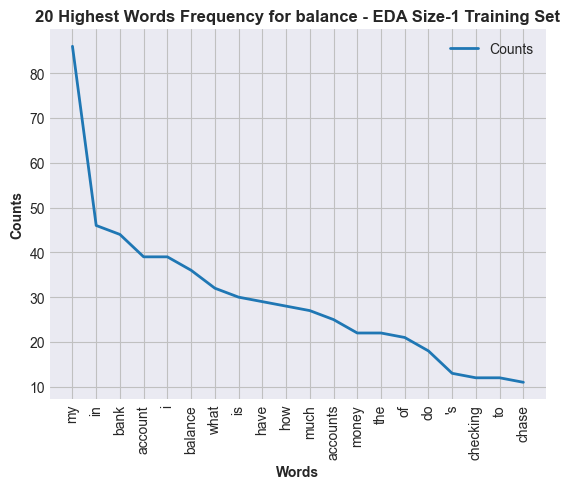 20 Highest Words Frequency for balance - EDA Size-1 Training Set
Counts
80
70
60
50
40
30
20
10
Counts
my
in
bank
account
i
balance
what
is
have
how
much
accounts
money
the
of
do
's
checking
to
chase
Words